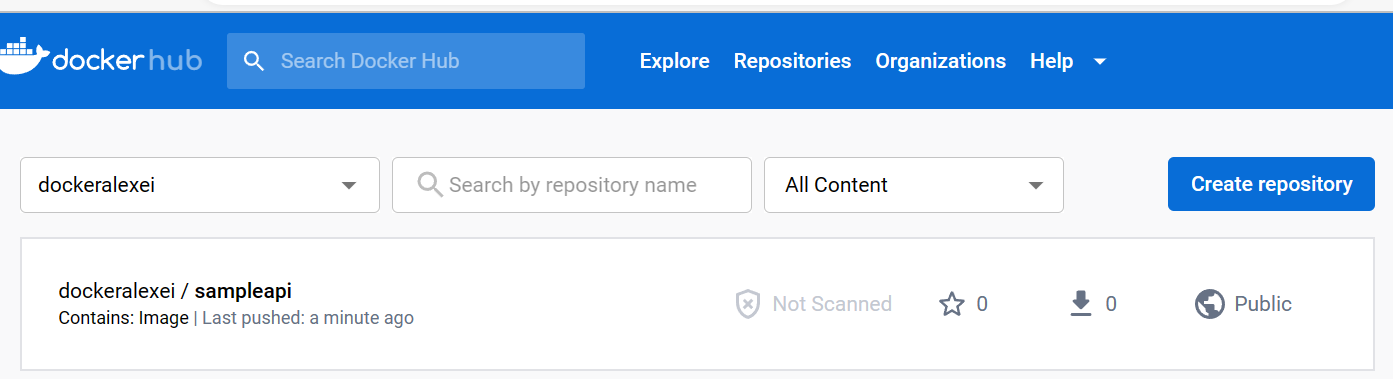 docker hub
Search Docker Hub
Explore
Repositories
Organizations
Help
dockeralexei
Search by repository name
All Content
Create repository
dockeralexei / sampleapi
Contains: Image | Last pushed: a minute ago
Not Scanned
0
0
Public